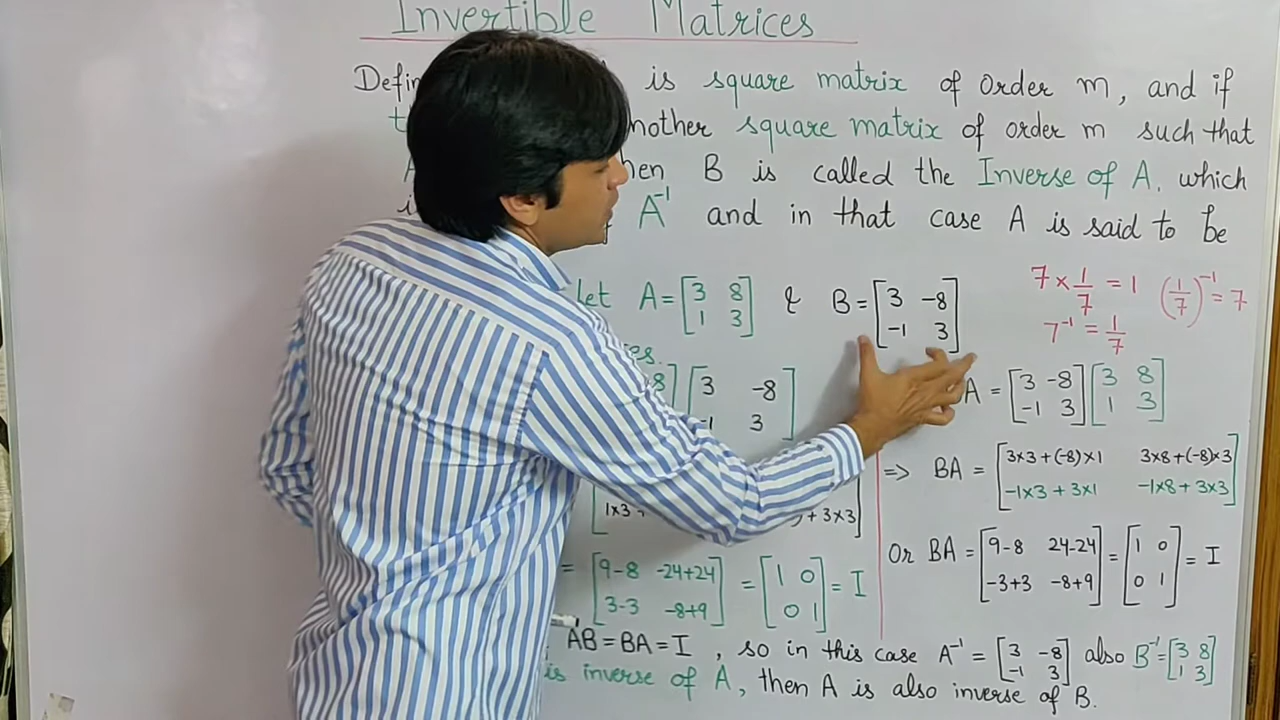 Invertible Matrices
Defin is square matrix of order m, and if
nother square matrix of order m such that
hen B is called the Inverse of A, which
A⁻¹ and in that case A is said to be
let A = [3 8; 1 3] & B = [3 -8; -1 3]
7 × 1/7 = 1 (1/7)⁻¹ = 7
7⁻¹ = 1/7
es.
8] [3 -8; -1 3]
1×3 + 3×3]
= [9-8 -24+24; 3-3 -8+9] = [1 0; 0 1] = I
A = [3 -8; -1 3] [3 8; 1 3]
=> BA = [3×3+(-8)×1 3×8+(-8)×3; -1×3+3×1 -1×8+3×3]
Or BA = [9-8 24-24; -3+3 -8+9] = [1 0; 0 1] = I
AB = BA = I, so in this case A⁻¹ = [3 -8; -1 3] also B⁻¹ = [3 8; 1 3]
is inverse of A, then A is also inverse of B.